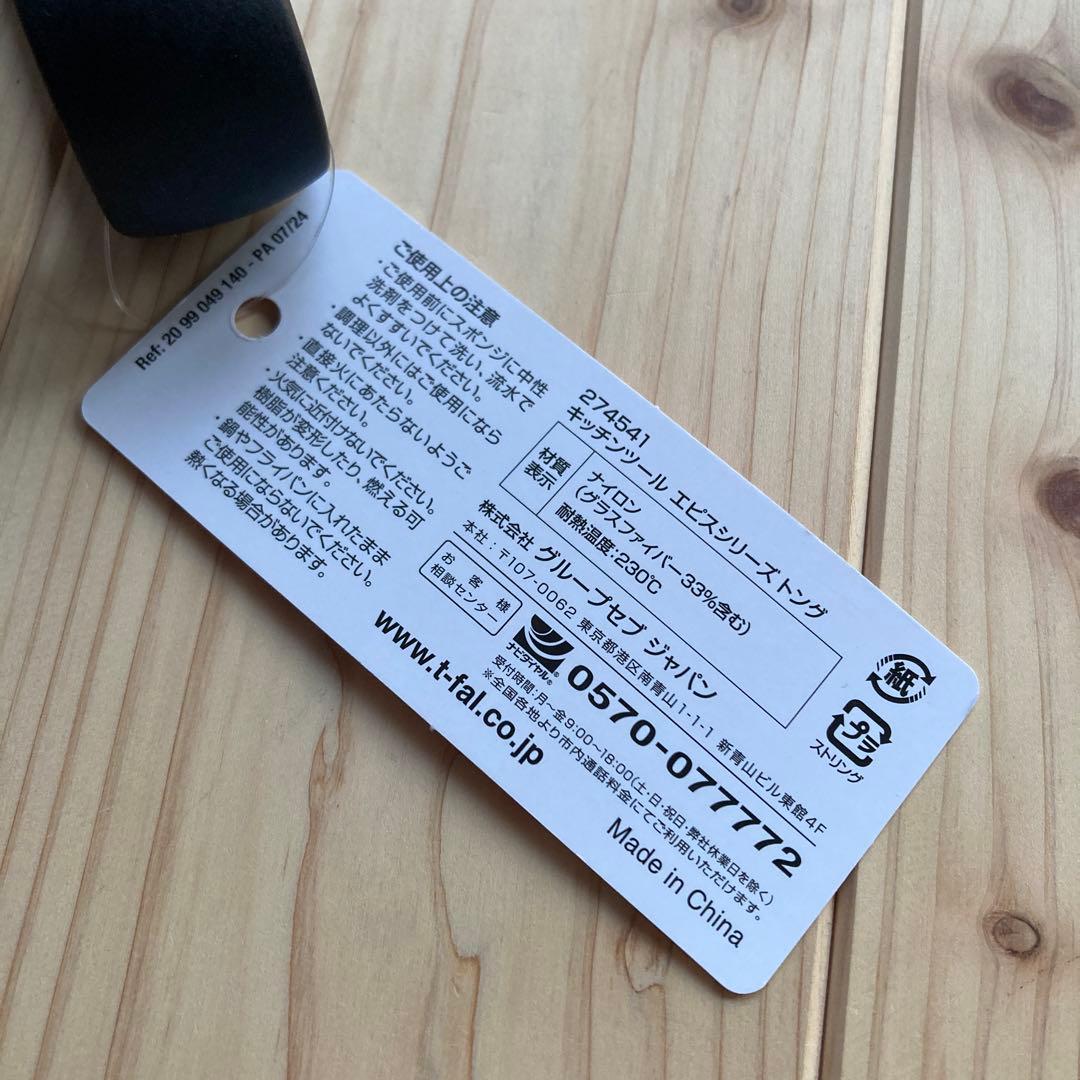 Ref: 20 99 049 140 - PA 07/24
ご使用上の注意
・ご使用前にスポンジに中性
洗剤をつけて洗い、流水で
よくすすいでください。
・調理以外にはご使用になら
ないでください。
・直接火にあたらないようご
注意ください。
・火気に近付けないでください。
樹脂が変形したり、燃える可
能性があります。
・鍋やフライパンに入れたまま
ご使用にならないでください。
熱くなる場合があります。
274541
キッチンツール エピスシリーズ トング
材質
表示
ナイロン
(グラスファイバー33%含む)
耐熱温度:230℃
株式会社 グループセブ ジャパン
本社:〒107-0062 東京都港区南青山1-1-1 新青山ビル東館4F
お客様
相談センター
ナビダイヤル®
0570-077772
受付時間:月〜金9:00〜18:00(土・日・祝日・弊社休業日を除く)
※全国各地より市内通話料金にてご利用いただけます。
www.t-fal.co.jp
Made in China
紙
プラ
ストリング